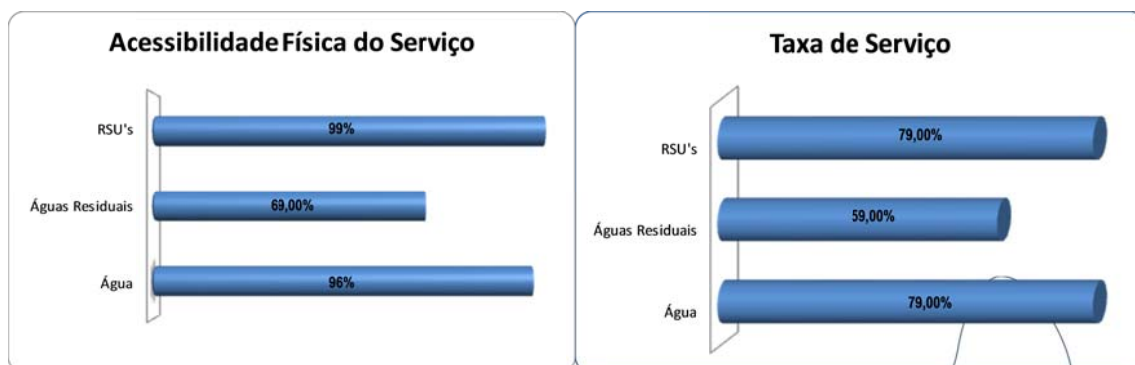 Acessibilidade Física do Serviço
RSU's
99%
Águas Residuais
69,00%
Água
96%
Taxa de Serviço
RSU's
79,00%
Águas Residuais
59,00%
Água
79,00%